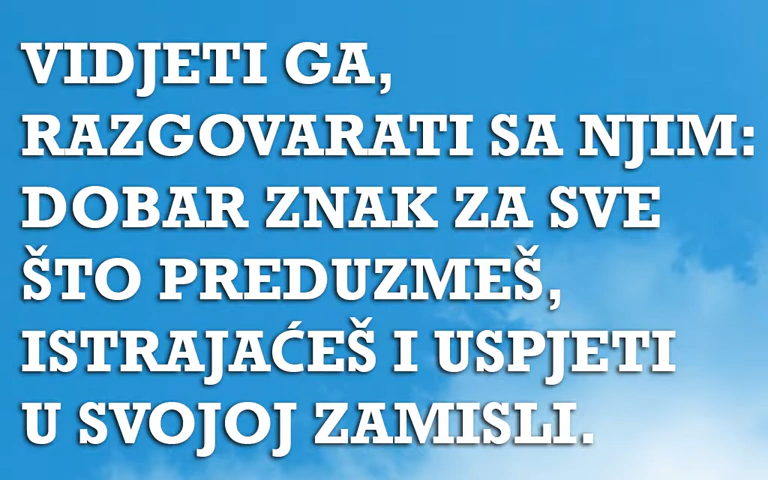 VIDJETI GA,
RAZGOVARATI SA NJIM:
DOBAR ZNAK ZA SVE
ŠTO PREDUZMEŠ,
ISTRAJAĆEŠ I USPJETI
U SVOJOJ ZAMISLI.